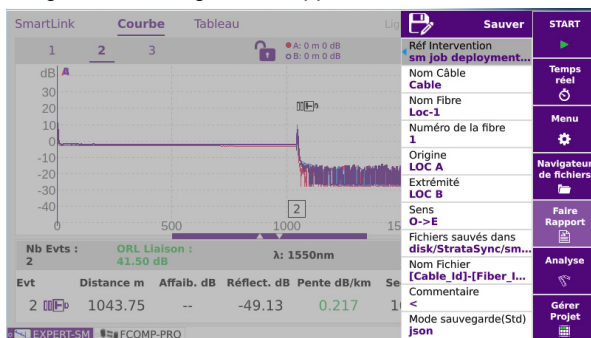 SmartLink Courbe Tableau Lig
1 2 3 A: 0 m 0 dB
B: 0 m 0 dB
dB A
30
20
10
0
-10
-20
-30
-40
2
0 500 1000 15
Nb Evts : 2
ORL Liaison : 41.50 dB
λ: 1550nm
Evt Distance m Affaib. dB Réflect. dB Pente dB/km Se
2 1043.75 -- -49.13 0.217 1
EXPERT-SM FCOMP-PRO
Sauver
Réf Intervention
sm job deployment...
Nom Câble
Cable
Nom Fibre
Loc-1
Numéro de la fibre
1
Origine
LOC A
Extrémité
LOC B
Sens
O->E
Fichiers sauvés dans
disk/StrataSync/sm...
Nom Fichier
[Cable_Id]-[Fiber_I...
Commentaire
<
Mode sauvegarde(Std)
json
START
Temps
réel
Menu
Navigateur
de fichiers
Faire
Rapport
Analyse
Gérer
Projet